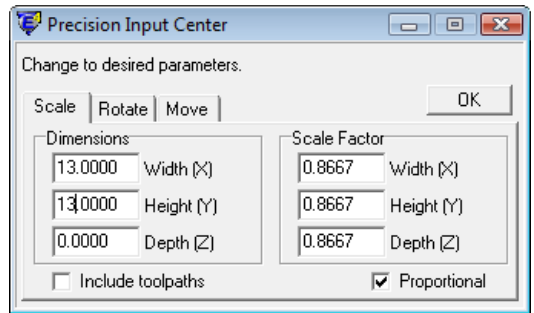 Precision Input Center
Change to desired parameters.
OK
Scale Rotate Move
Dimensions Scale Factor
13.0000 Width (X) 0.8667 Width (X)
13.0000 Height (Y) 0.8667 Height (Y)
0.0000 Depth (Z) 0.8667 Depth (Z)
Include toolpaths Proportional